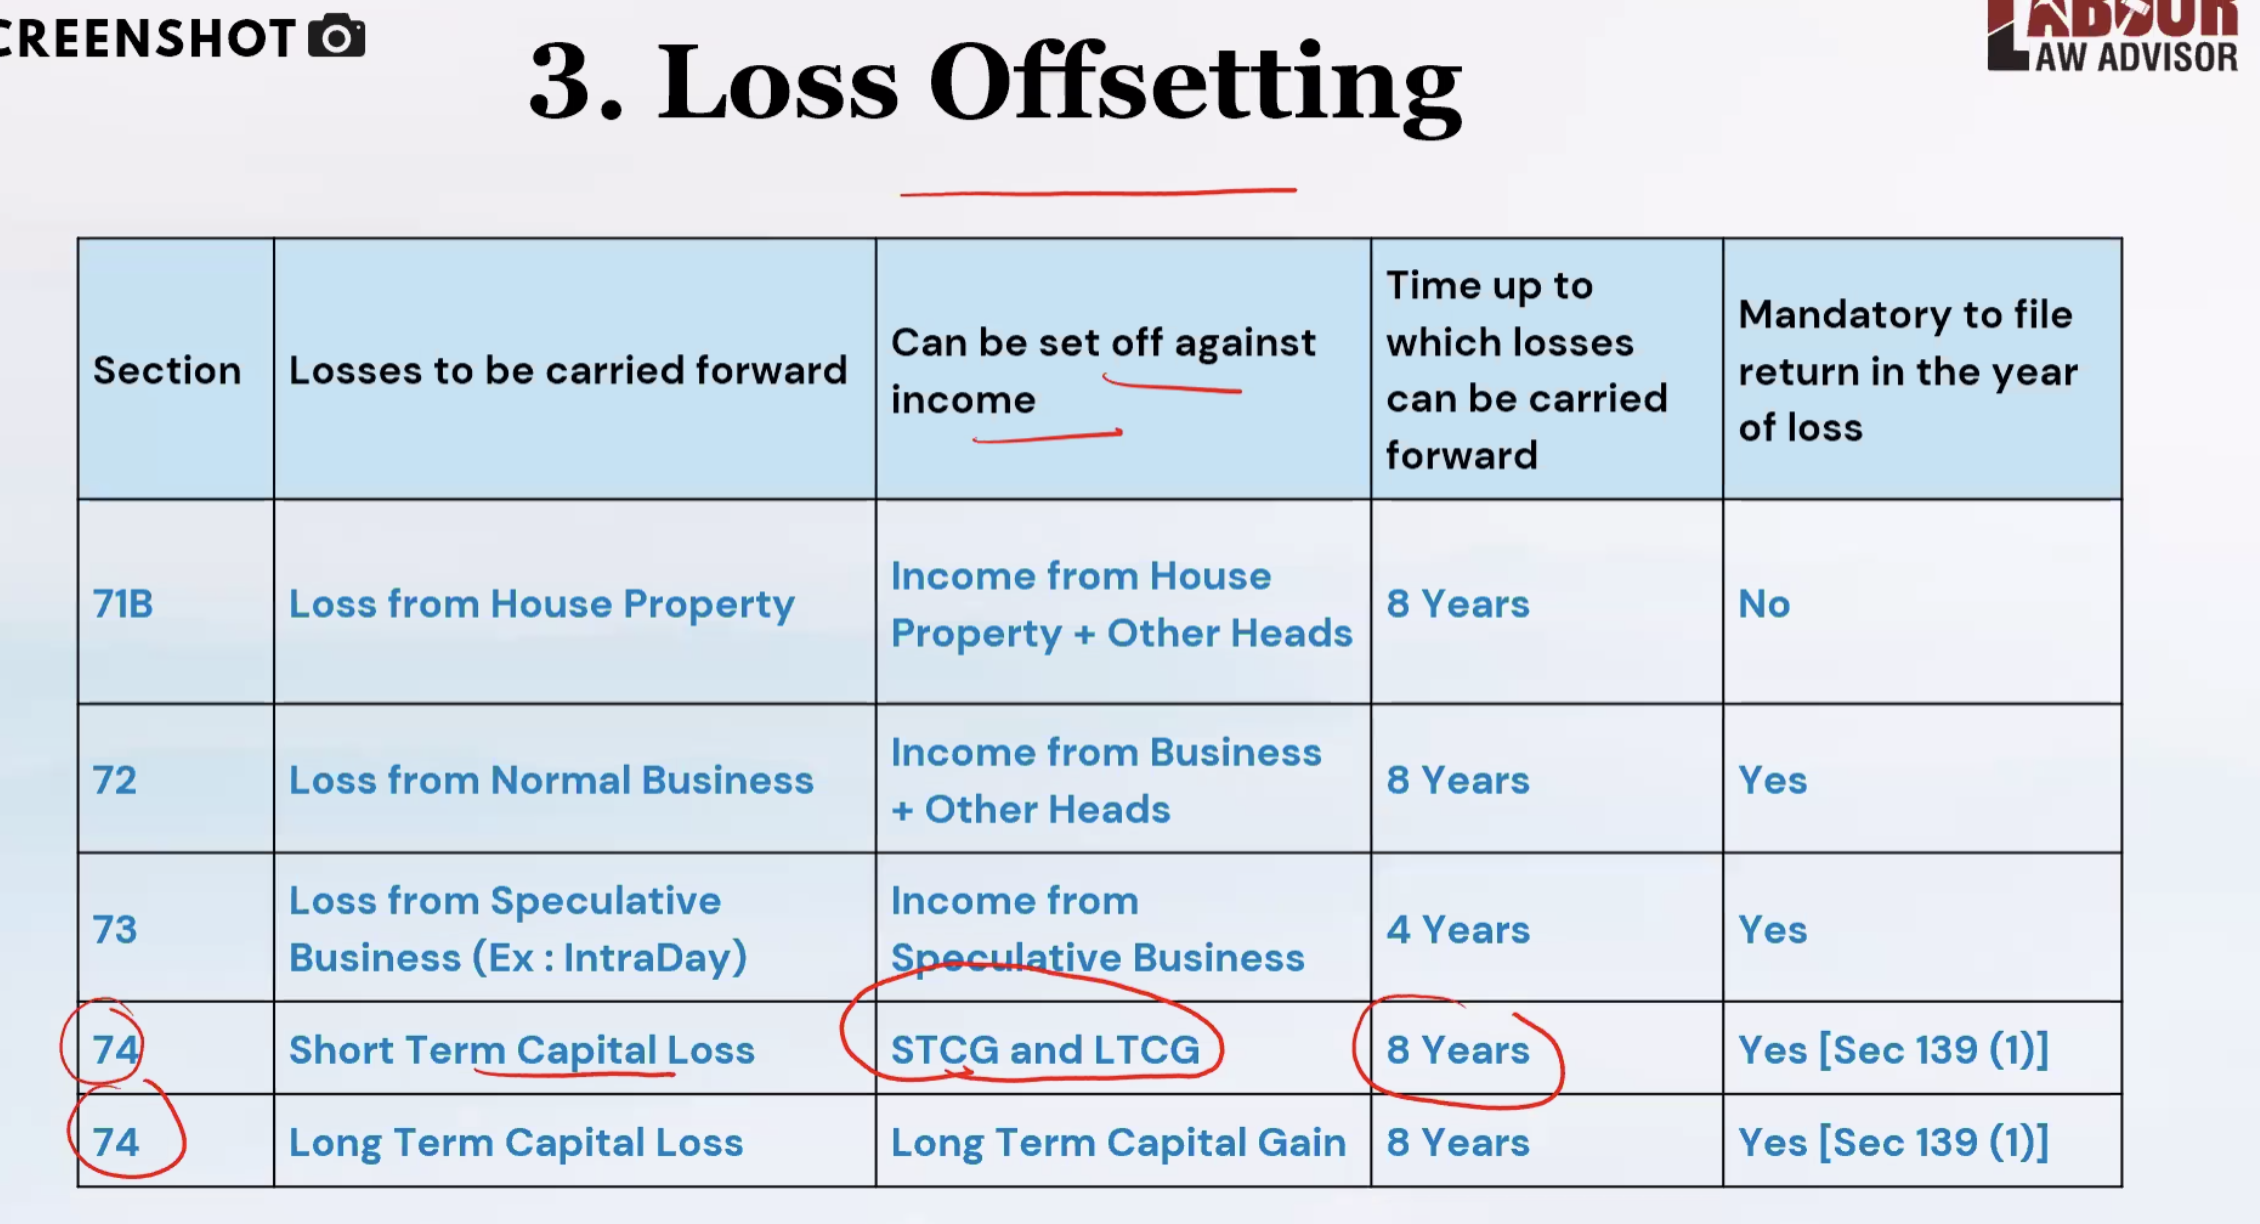 CREENSHOT
LABOUR
LAW ADVISOR
3. Loss Offsetting
Section
Losses to be carried forward
Can be set off against
income
Time up to
which losses
can be carried
forward
Mandatory to file
return in the year
of loss
71B
Loss from House Property
Income from House
Property + Other Heads
8 Years
No
72
Loss from Normal Business
Income from Business
+ Other Heads
8 Years
Yes
73
Loss from Speculative
Business (Ex : IntraDay)
Income from
Speculative Business
4 Years
Yes
74
Short Term Capital Loss
STCG and LTCG
8 Years
Yes [Sec 139 (1)]
74
Long Term Capital Loss
Long Term Capital Gain
8 Years
Yes [Sec 139 (1)]